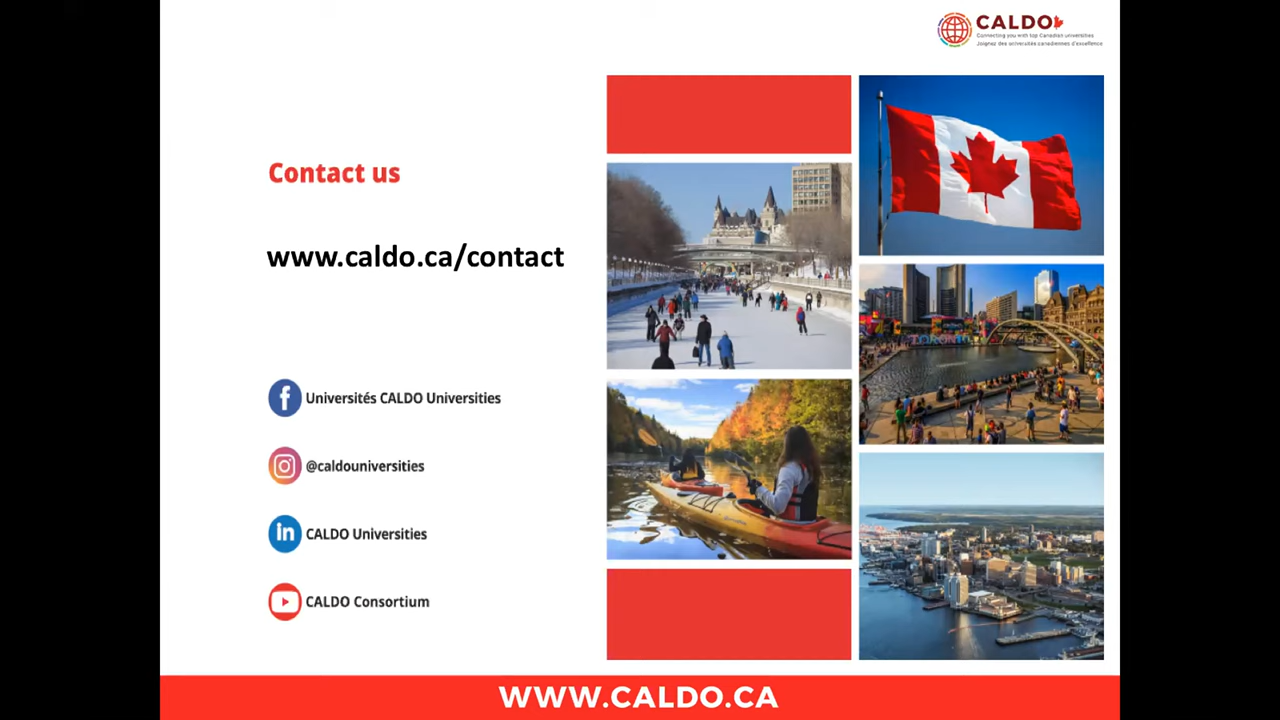 CALDO
Connecting you with top Canadian universities
Joignez des universités canadiennes d'excellence
Contact us
www.caldo.ca/contact
Universités CALDO Universities
@caldouniversities
CALDO Universities
CALDO Consortium
TORONTO
WWW.CALDO.CA